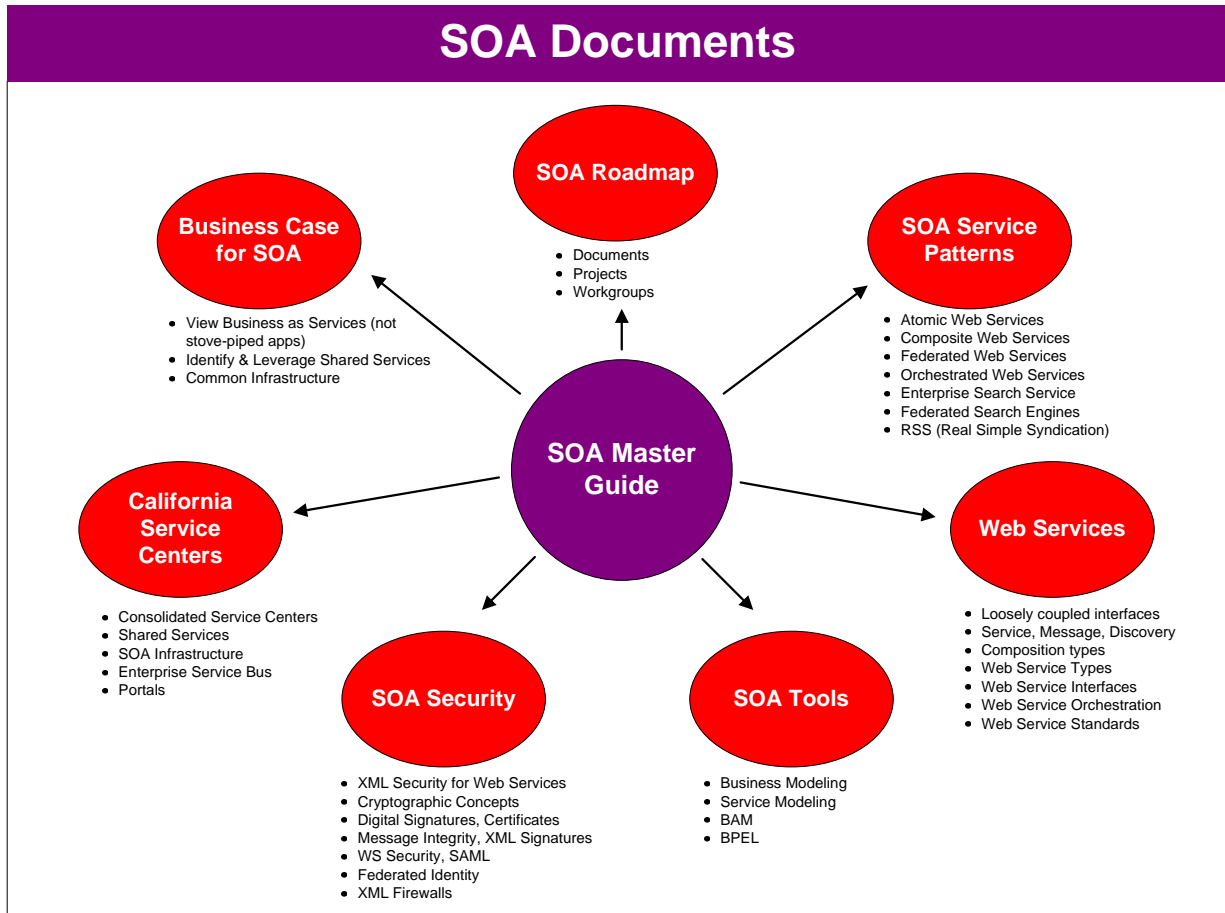 SOA Documents
SOA Roadmap
• Documents
• Projects
• Workgroups
Business Case
for SOA
• View Business as Services (not
stove-piped apps)
• Identify & Leverage Shared Services
• Common Infrastructure
SOA Service
Patterns
• Atomic Web Services
• Composite Web Services
• Federated Web Services
• Orchestrated Web Services
• Enterprise Search Service
• Federated Search Engines
• RSS (Real Simple Syndication)
SOA Master
Guide
California
Service
Centers
• Consolidated Service Centers
• Shared Services
• SOA Infrastructure
• Enterprise Service Bus
• Portals
Web Services
• Loosely coupled interfaces
• Service, Message, Discovery
• Composition types
• Web Service Types
• Web Service Interfaces
• Web Service Orchestration
• Web Service Standards
SOA Security
• XML Security for Web Services
• Cryptographic Concepts
• Digital Signatures, Certificates
• Message Integrity, XML Signatures
• WS Security, SAML
• Federated Identity
• XML Firewalls
SOA Tools
• Business Modeling
• Service Modeling
• BAM
• BPEL